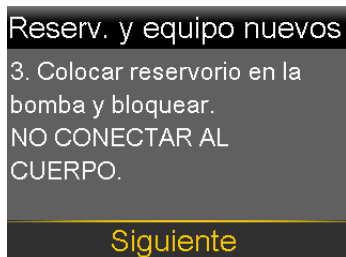 Reserv. y equipo nuevos
3. Colocar reservorio en la
bomba y bloquear.
NO CONECTAR AL
CUERPO.
Siguiente